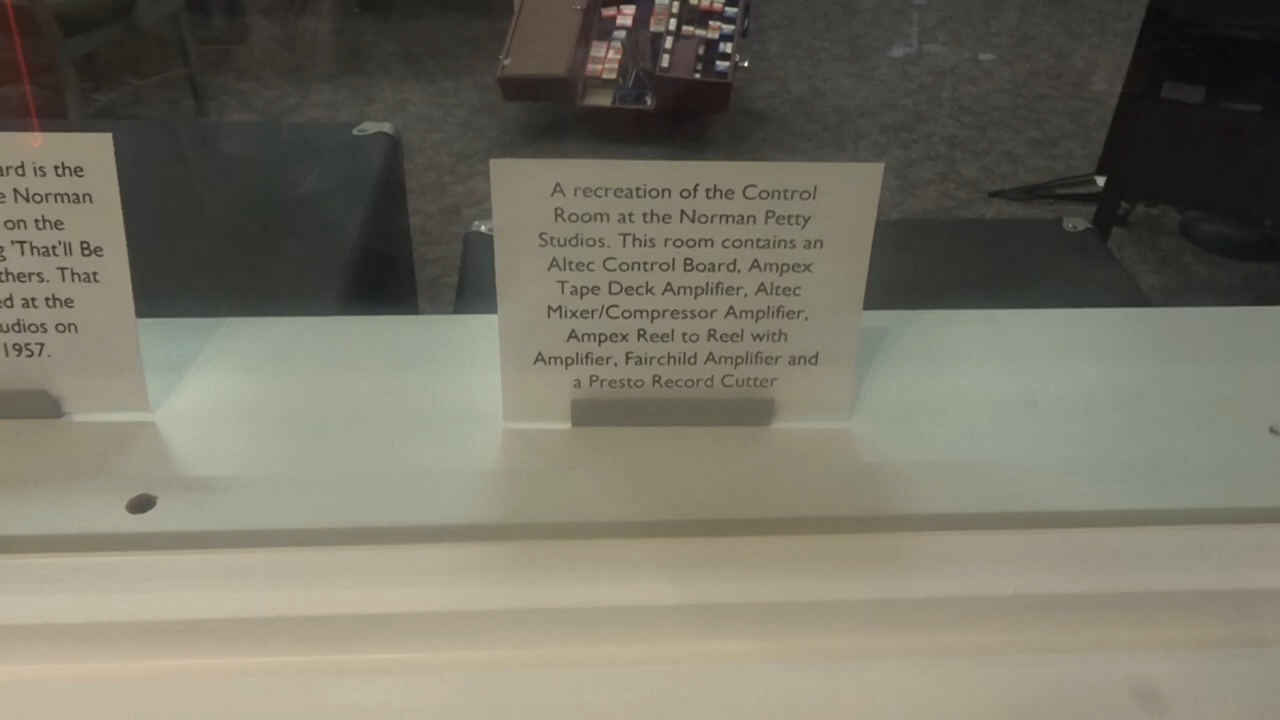 ard is the
e Norman
on the
g 'That'll Be
thers. That
ed at the
udios on
1957.
A recreation of the Control
Room at the Norman Petty
Studios. This room contains an
Altec Control Board, Ampex
Tape Deck Amplifier, Altec
Mixer/Compressor Amplifier,
Ampex Reel to Reel with
Amplifier, Fairchild Amplifier and
a Presto Record Cutter